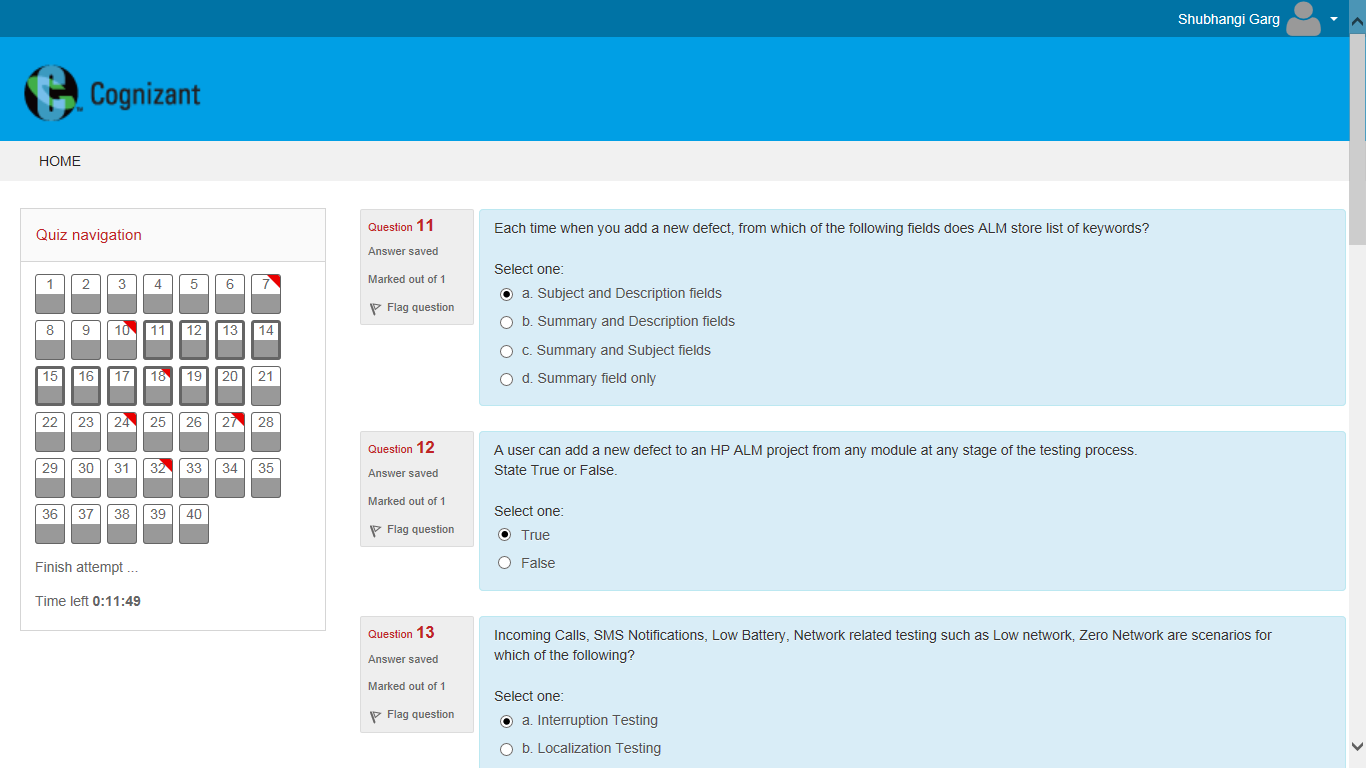 Shubhangi Garg
Cognizant
HOME
Quiz navigation
1 2 3 4 5 6 7
8 9 10 11 12 13 14
15 16 17 18 19 20 21
22 23 24 25 26 27 28
29 30 31 32 33 34 35
36 37 38 39 40
Finish attempt ...
Time left 0:11:49
Question 11
Answer saved
Marked out of 1
Flag question
Each time when you add a new defect, from which of the following fields does ALM store list of keywords?
Select one:
a. Subject and Description fields
b. Summary and Description fields
c. Summary and Subject fields
d. Summary field only
Question 12
Answer saved
Marked out of 1
Flag question
A user can add a new defect to an HP ALM project from any module at any stage of the testing process.
State True or False.
Select one:
True
False
Question 13
Answer saved
Marked out of 1
Flag question
Incoming Calls, SMS Notifications, Low Battery, Network related testing such as Low network, Zero Network are scenarios for
which of the following?
Select one:
a. Interruption Testing
b. Localization Testing